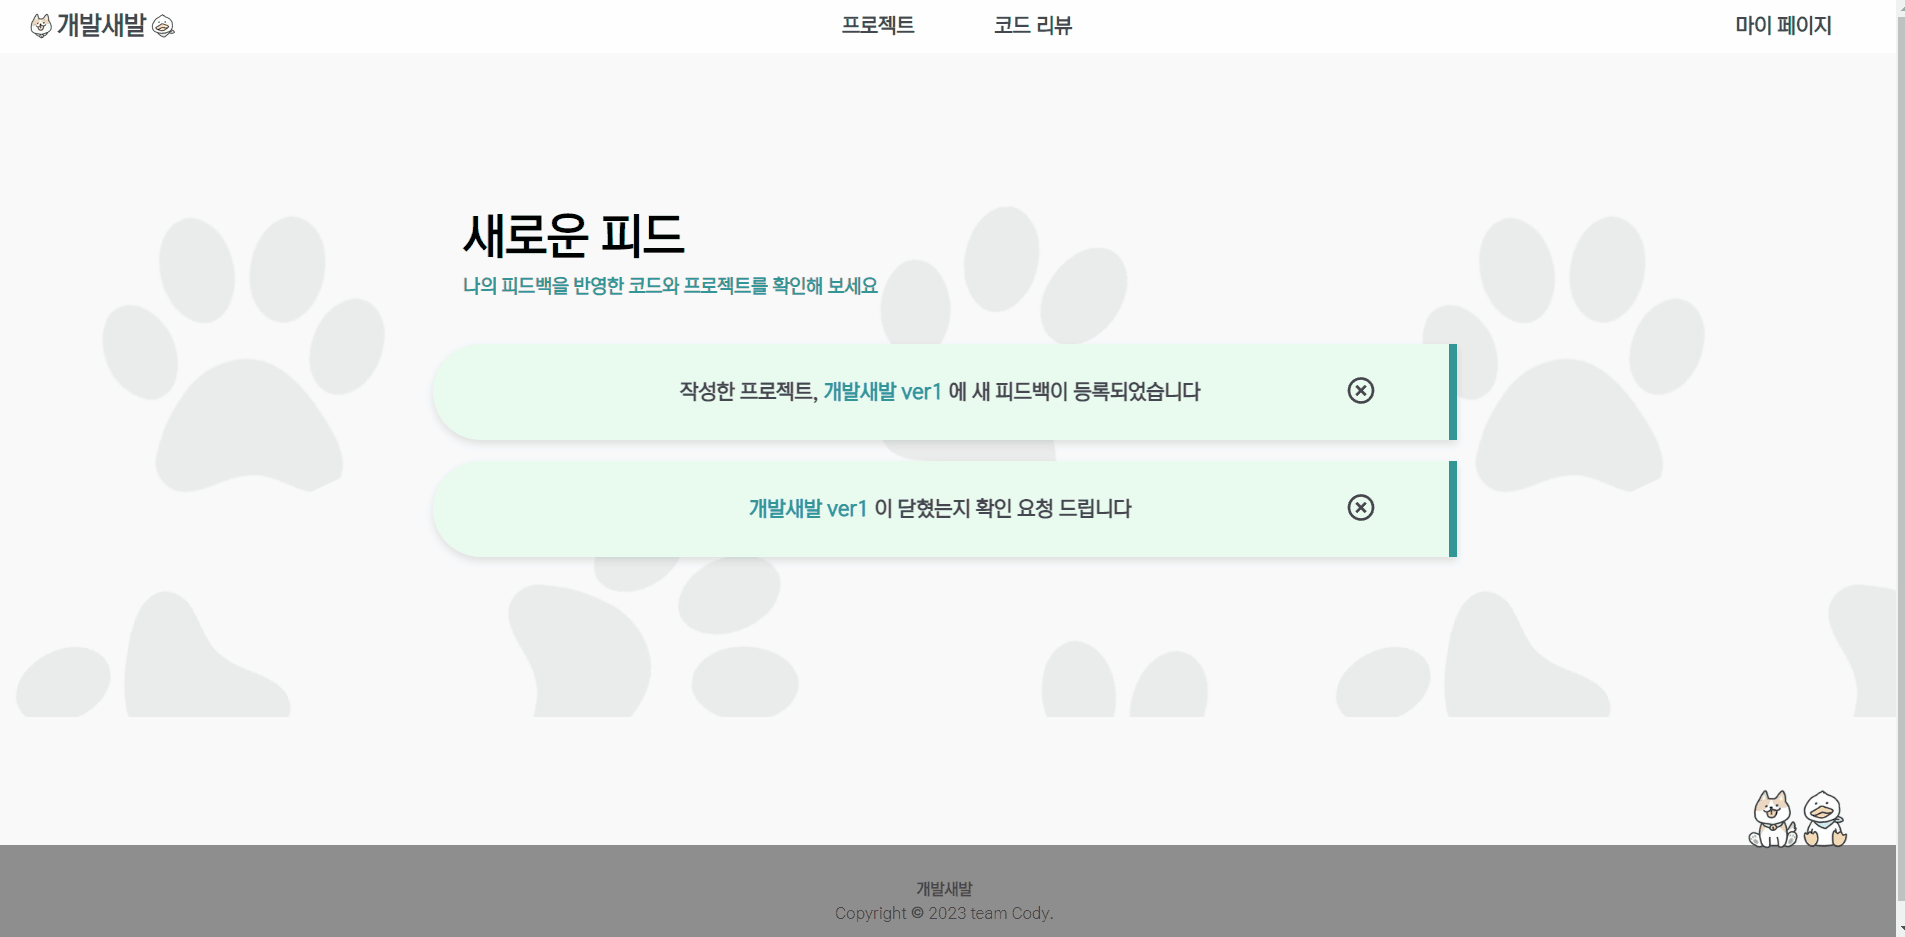 개발새발
프로젝트
코드 리뷰
마이 페이지
새로운 피드
나의 피드백을 반영한 코드와 프로젝트를 확인해 보세요
작성한 프로젝트, 개발새발 ver1 에 새 피드백이 등록되었습니다
개발새발 ver1 이 닫혔는지 확인 요청 드립니다
개발새발
Copyright © 2023 team Cody.